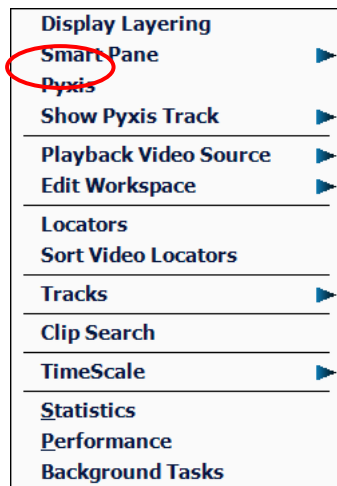 Display Layering
Smart Pane
Pyxis
Show Pyxis Track
Playback Video Source
Edit Workspace
Locators
Sort Video Locators
Tracks
Clip Search
TimeScale
Statistics
Performance
Background Tasks